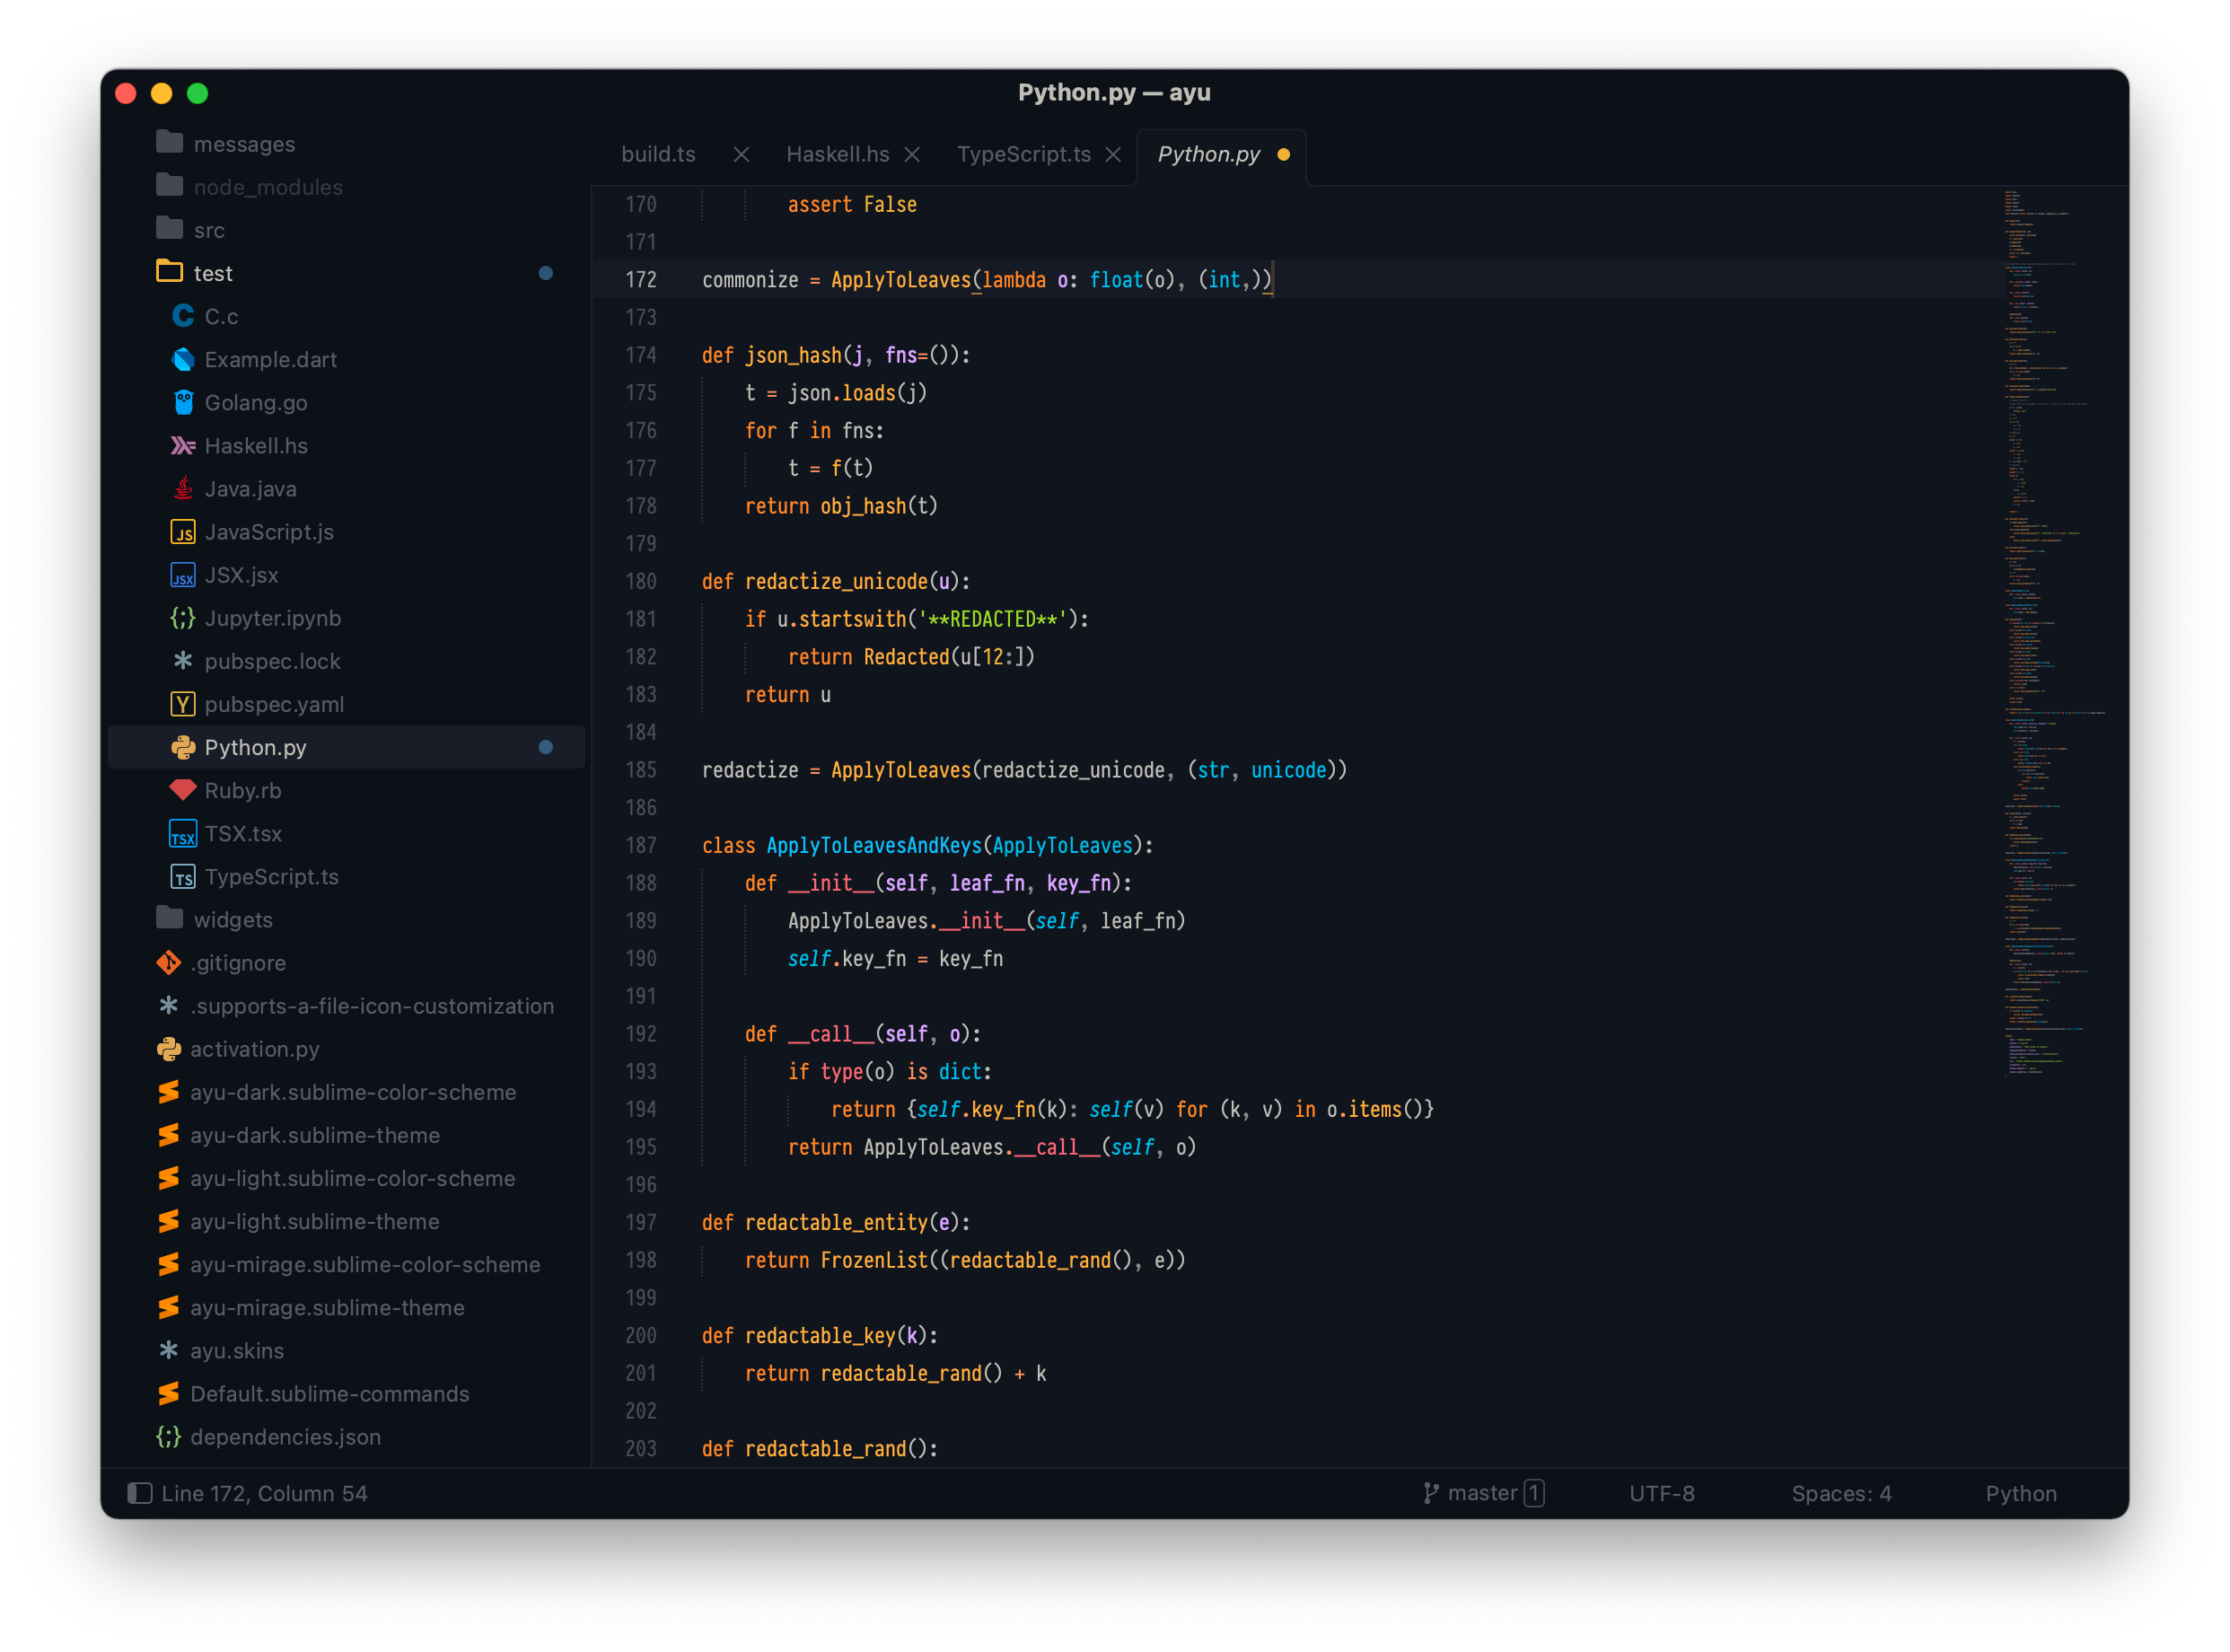 Python.py — ayu
messages
node_modules
src
test
C.c
Example.dart
Golang.go
Haskell.hs
Java.java
JS JavaScript.js
JSX JSX.jsx
{;} Jupyter.ipynb
* pubspec.lock
Y pubspec.yaml
Python.py
Ruby.rb
TSX TSX.tsx
TS TypeScript.ts
widgets
.gitignore
* .supports-a-file-icon-customization
activation.py
ayu-dark.sublime-color-scheme
ayu-dark.sublime-theme
ayu-light.sublime-color-scheme
ayu-light.sublime-theme
ayu-mirage.sublime-color-scheme
ayu-mirage.sublime-theme
* ayu.skins
Default.sublime-commands
{;} dependencies.json
build.ts Haskell.hs TypeScript.ts Python.py
170         assert False
171
172 commonize = ApplyToLeaves(lambda o: float(o), (int,))
173
174 def json_hash(j, fns=()):
175     t = json.loads(j)
176     for f in fns:
177         t = f(t)
178     return obj_hash(t)
179
180 def redactize_unicode(u):
181     if u.startswith('**REDACTED**'):
182         return Redacted(u[12:])
183     return u
184
185 redactize = ApplyToLeaves(redactize_unicode, (str, unicode))
186
187 class ApplyToLeavesAndKeys(ApplyToLeaves):
188     def __init__(self, leaf_fn, key_fn):
189         ApplyToLeaves.__init__(self, leaf_fn)
190         self.key_fn = key_fn
191
192     def __call__(self, o):
193         if type(o) is dict:
194             return {self.key_fn(k): self(v) for (k, v) in o.items()}
195         return ApplyToLeaves.__call__(self, o)
196
197 def redactable_entity(e):
198     return FrozenList((redactable_rand(), e))
199
200 def redactable_key(k):
201     return redactable_rand() + k
202
203 def redactable_rand():
Line 172, Column 54 master 1 UTF-8 Spaces: 4 Python